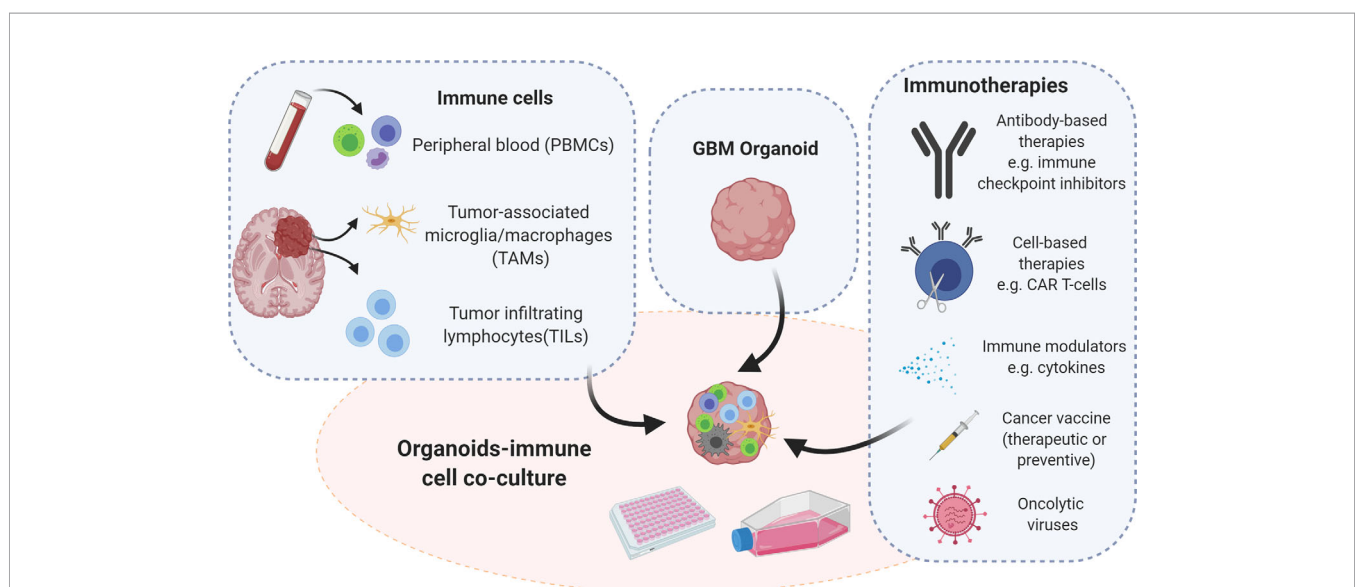 Immune cells
Peripheral blood (PBMCs)
Tumor-associated
microglia/macrophages
(TAMs)
Tumor infiltrating
lymphocytes(TILs)
GBM Organoid
Immunotherapies
Antibody-based
therapies
e.g. immune
checkpoint inhibitors
Cell-based
therapies
e.g. CAR T-cells
Immune modulators
e.g. cytokines
Cancer vaccine
(therapeutic or
preventive)
Oncolytic
viruses
Organoids-immune
cell co-culture